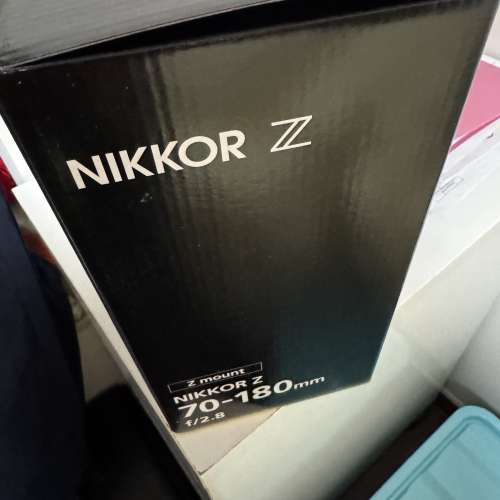 NIKKOR Z
Z mount
NIKKOR Z
70-180mm
f/2.8